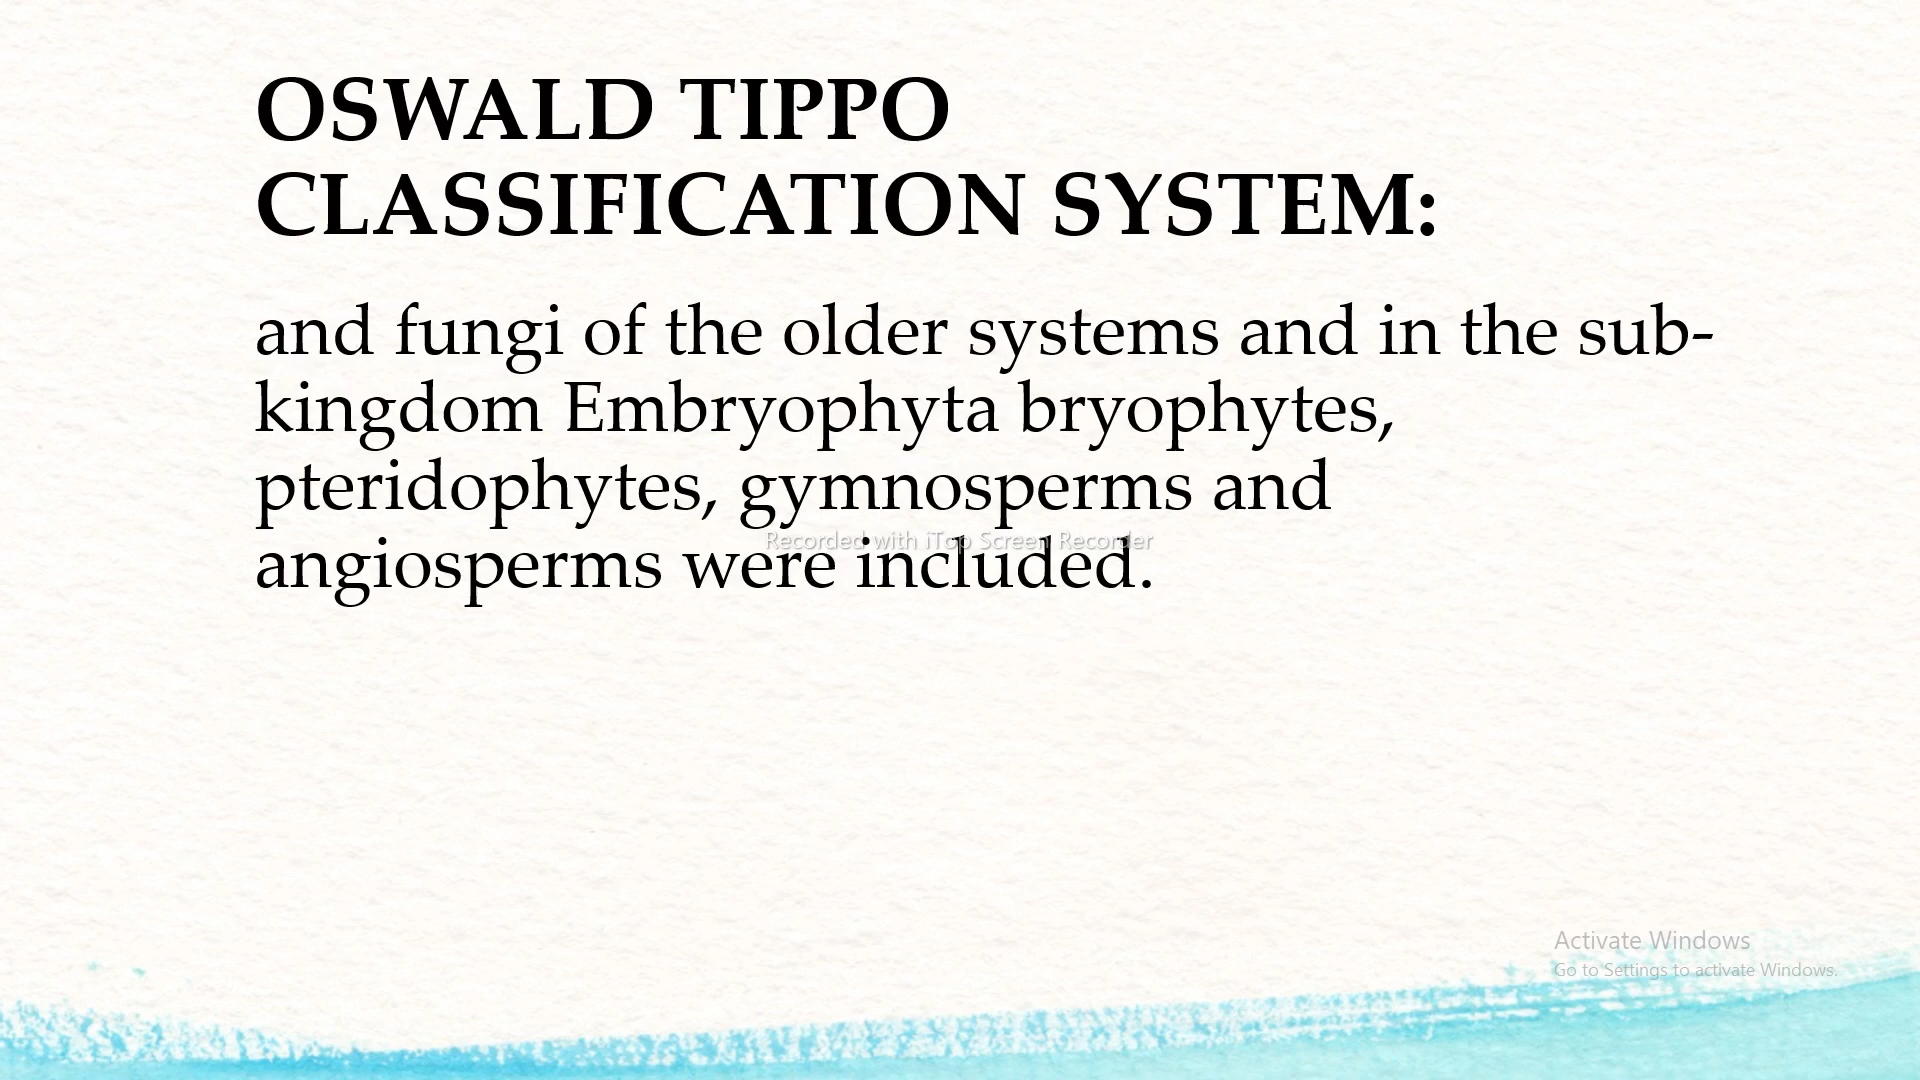 OSWALD TIPPO
CLASSIFICATION SYSTEM:
and fungi of the older systems and in the sub-
kingdom Embryophyta bryophytes,
pteridophytes, gymnosperms and
Recorded with iTop Screen Recorder
angiosperms were included.
Activate Windows
Go to Settings to activate Windows.